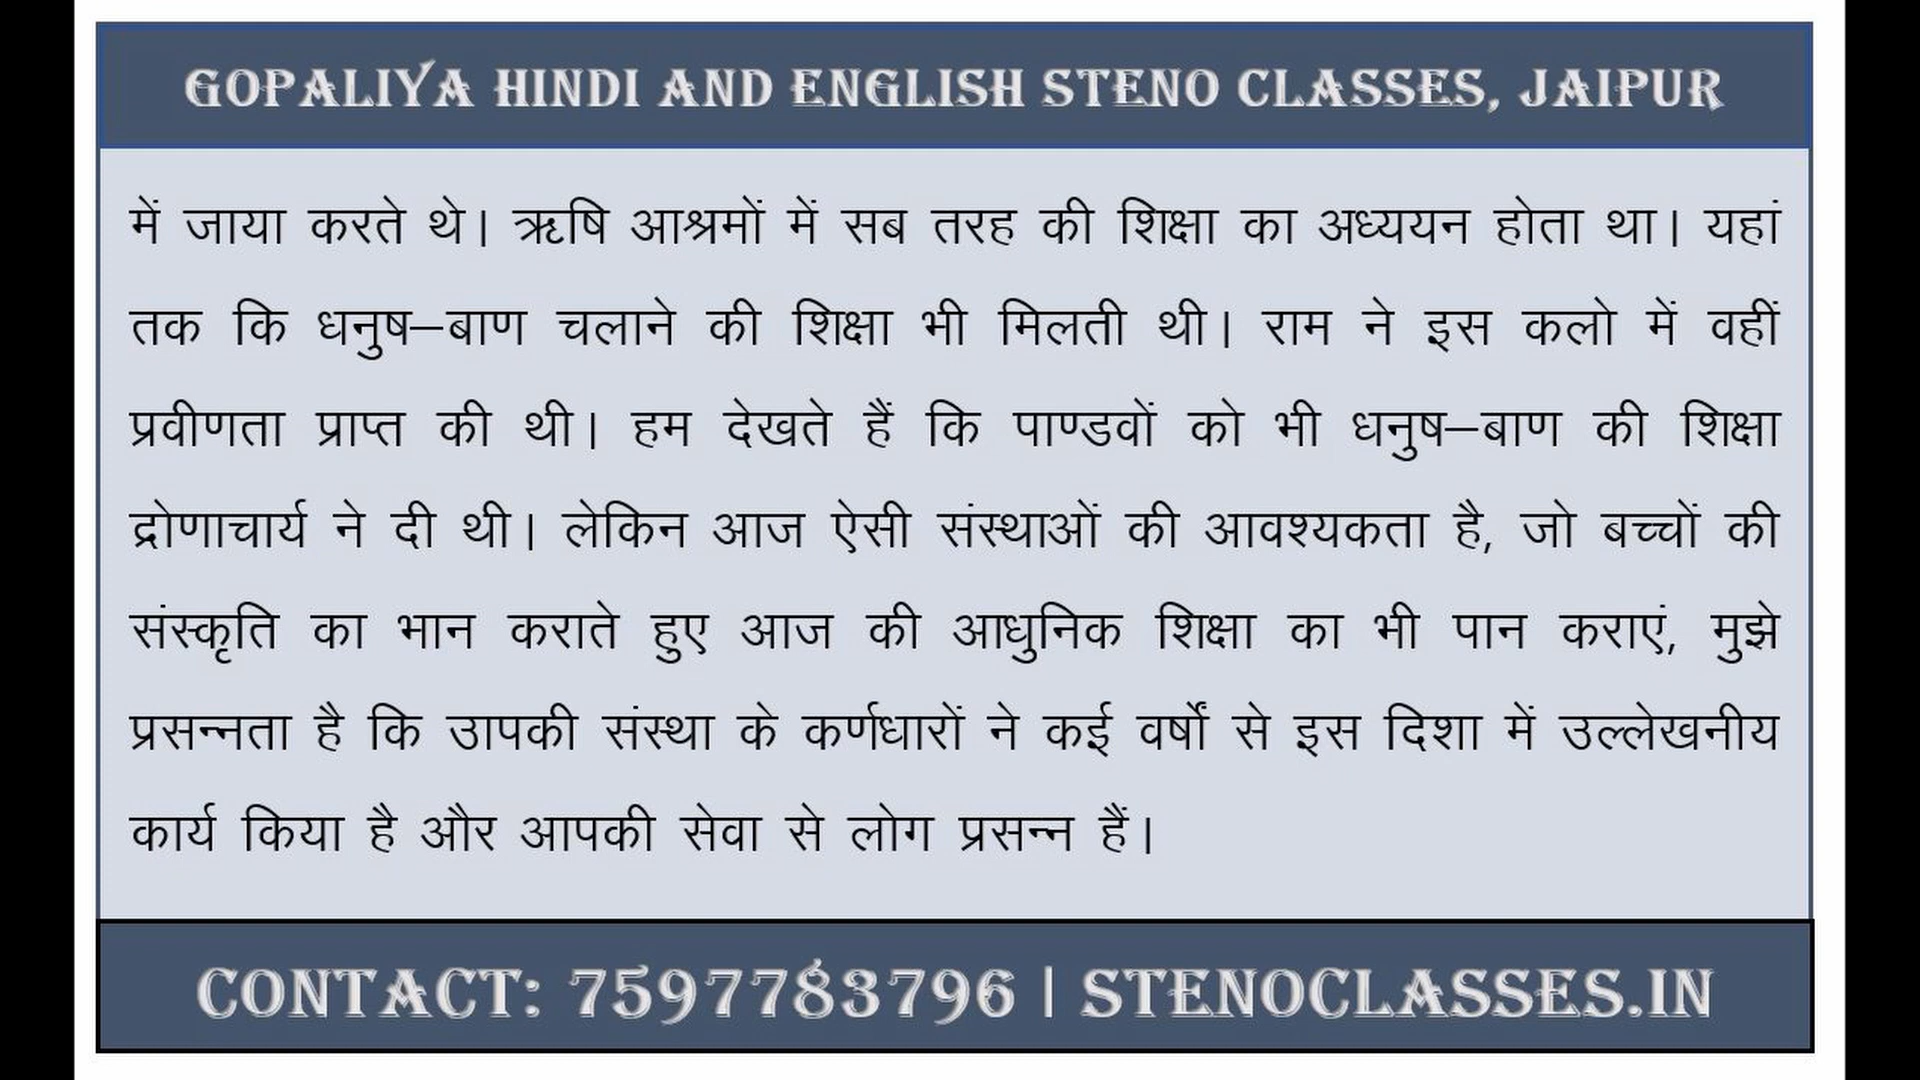 GOPALIYA HINDI AND ENGLISH STENO CLASSES, JAIPUR
में जाया करते थे। ऋषि आश्रमों में सब तरह की शिक्षा का अध्ययन होता था। यहां
तक कि धनुष–बाण चलाने की शिक्षा भी मिलती थी। राम ने इस कलो में वहीं
प्रवीणता प्राप्त की थी। हम देखते हैं कि पाण्डवों को भी धनुष–बाण की शिक्षा
द्रोणाचार्य ने दी थी। लेकिन आज ऐसी संस्थाओं की आवश्यकता है, जो बच्चों की
संस्कृति का भान कराते हुए आज की आधुनिक शिक्षा का भी पान कराएं, मुझे
प्रसन्नता है कि उापकी संस्था के कर्णधारों ने कई वर्षों से इस दिशा में उल्लेखनीय
कार्य किया है और आपकी सेवा से लोग प्रसन्न हैं।
CONTACT: 7597783796 | STENOCLASSES.IN